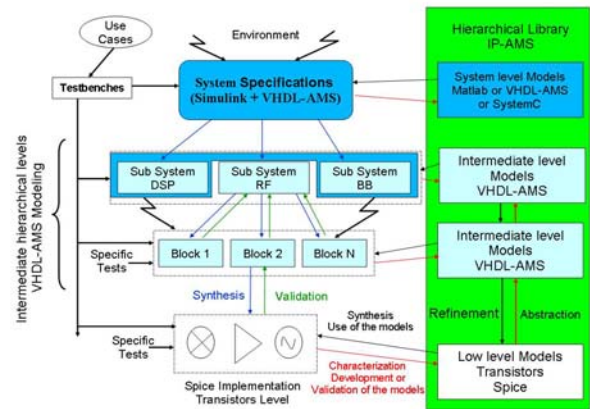 Use
Cases
Environment
Hierarchical Library
IP-AMS
Testbenches
System Specifications
(Simulink + VHDL-AMS)
System level Models
Matlab or VHDL-AMS
or SystemC
Intermediate hierarchical levels
VHDL-AMS Modeling
Sub System
DSP
Sub System
RF
Sub System
BB
Intermediate level
Models
VHDL-AMS
Specific
Tests
Block 1
Block 2
Block N
Intermediate level
Models
VHDL-AMS
Synthesis
Validation
Synthesis
Use of the models
Refinement
Abstraction
Specific
Tests
Characterization
Development or
Validation of the models
Low level Models
Transistors
Spice
Spice Implementation
Transistors Level